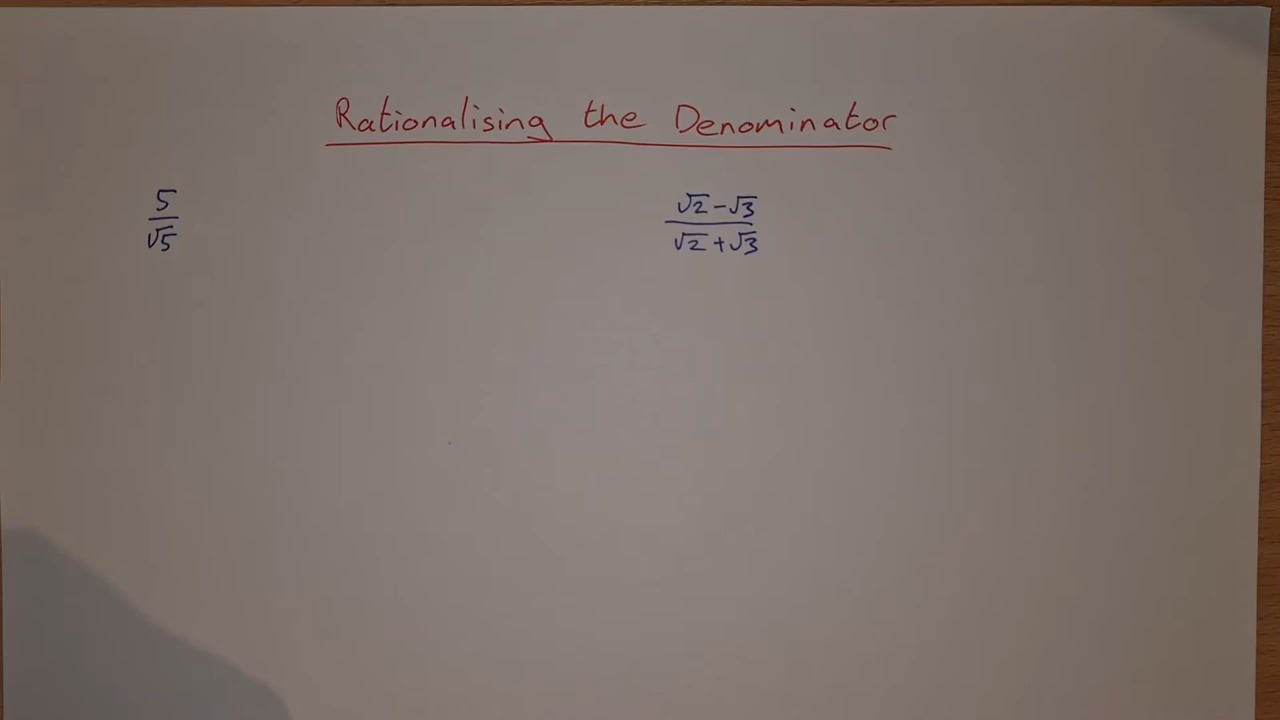 Rationalising the Denominator
5/√5
(√2-√3)/(√2+√3)